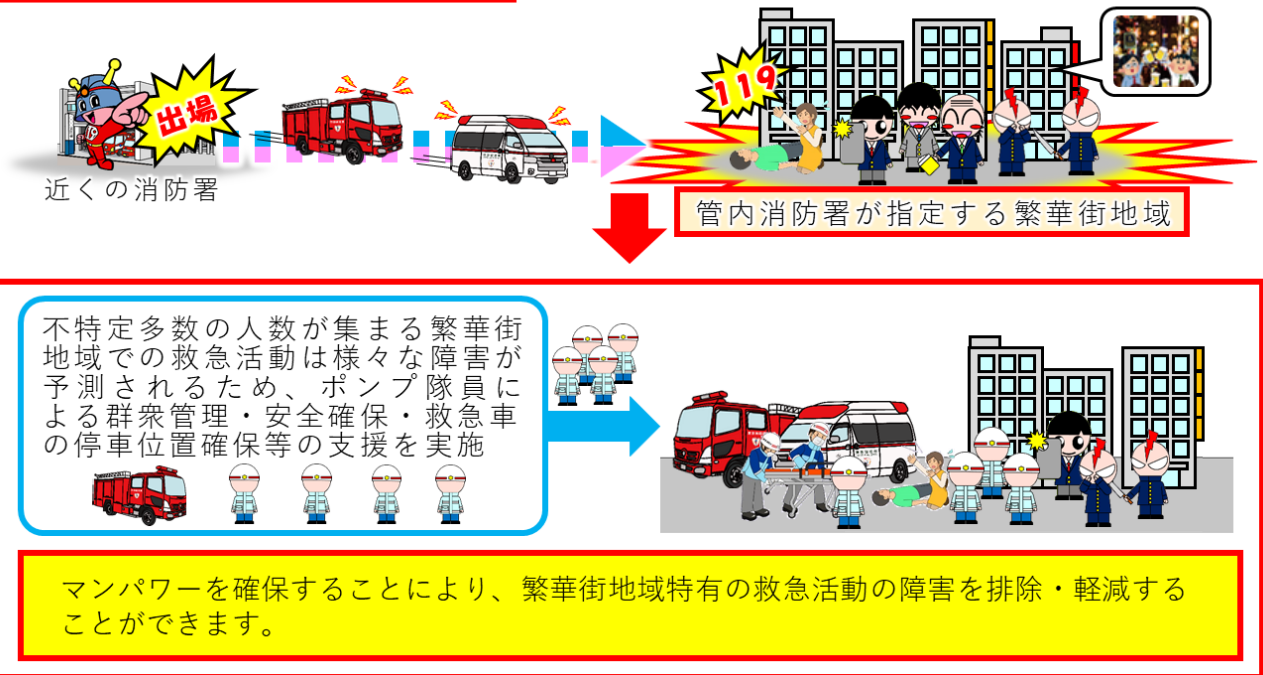 出場
119
近くの消防署
管内消防署が指定する繁華街地域
不特定多数の人数が集まる繁華街
地域での救急活動は様々な障害が
予測されるため、ポンプ隊員に
よる群衆管理・安全確保・救急車
の停車位置確保等の支援を実施
マンパワーを確保することにより、繁華街地域特有の救急活動の障害を排除・軽減する
ことができます。